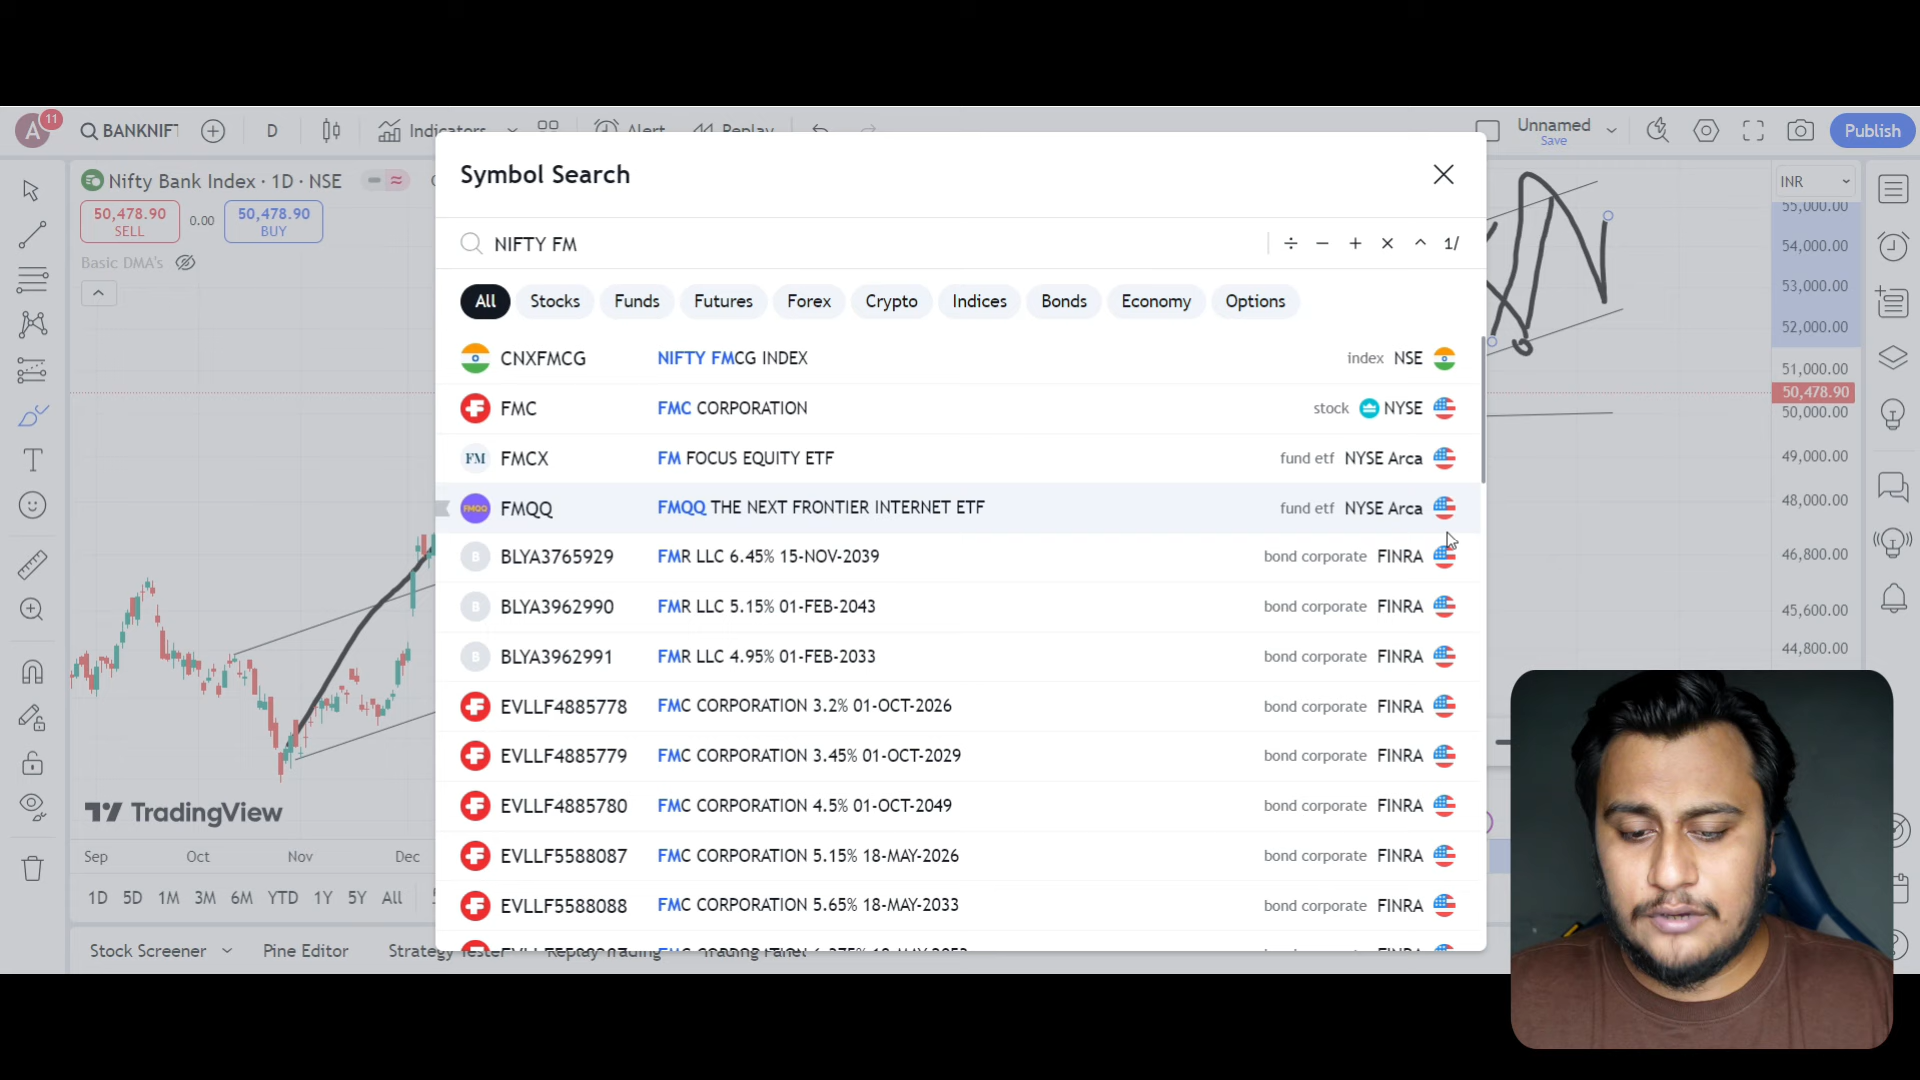 A 11 BANKNIFT D Indicators Alert Replay Unnamed Save Publish
Nifty Bank Index · 1D · NSE
50,478.90 SELL 0.00 50,478.90 BUY
Basic DMA's
Symbol Search
NIFTY FM 1/
All Stocks Funds Futures Forex Crypto Indices Bonds Economy Options
CNXFMCG NIFTY FMCG INDEX index NSE
FMC FMC CORPORATION stock NYSE
FM FMCX FM FOCUS EQUITY ETF fund etf NYSE Arca
FMQQ FMQQ FMQQ THE NEXT FRONTIER INTERNET ETF fund etf NYSE Arca
B BLYA3765929 FMR LLC 6.45% 15-NOV-2039 bond corporate FINRA
B BLYA3962990 FMR LLC 5.15% 01-FEB-2043 bond corporate FINRA
B BLYA3962991 FMR LLC 4.95% 01-FEB-2033 bond corporate FINRA
EVLLF4885778 FMC CORPORATION 3.2% 01-OCT-2026 bond corporate FINRA
EVLLF4885779 FMC CORPORATION 3.45% 01-OCT-2029 bond corporate FINRA
EVLLF4885780 FMC CORPORATION 4.5% 01-OCT-2049 bond corporate FINRA
EVLLF5588087 FMC CORPORATION 5.15% 18-MAY-2026 bond corporate FINRA
EVLLF5588088 FMC CORPORATION 5.65% 18-MAY-2033 bond corporate FINRA
INR
55,000.00
54,000.00
53,000.00
52,000.00
51,000.00
50,478.90
50,000.00
49,000.00
48,000.00
46,800.00
45,600.00
44,800.00
TradingView
Sep Oct Nov Dec
1D 5D 1M 3M 6M YTD 1Y 5Y All
Stock Screener Pine Editor Strategy Tester Replay Trading Trading Panel